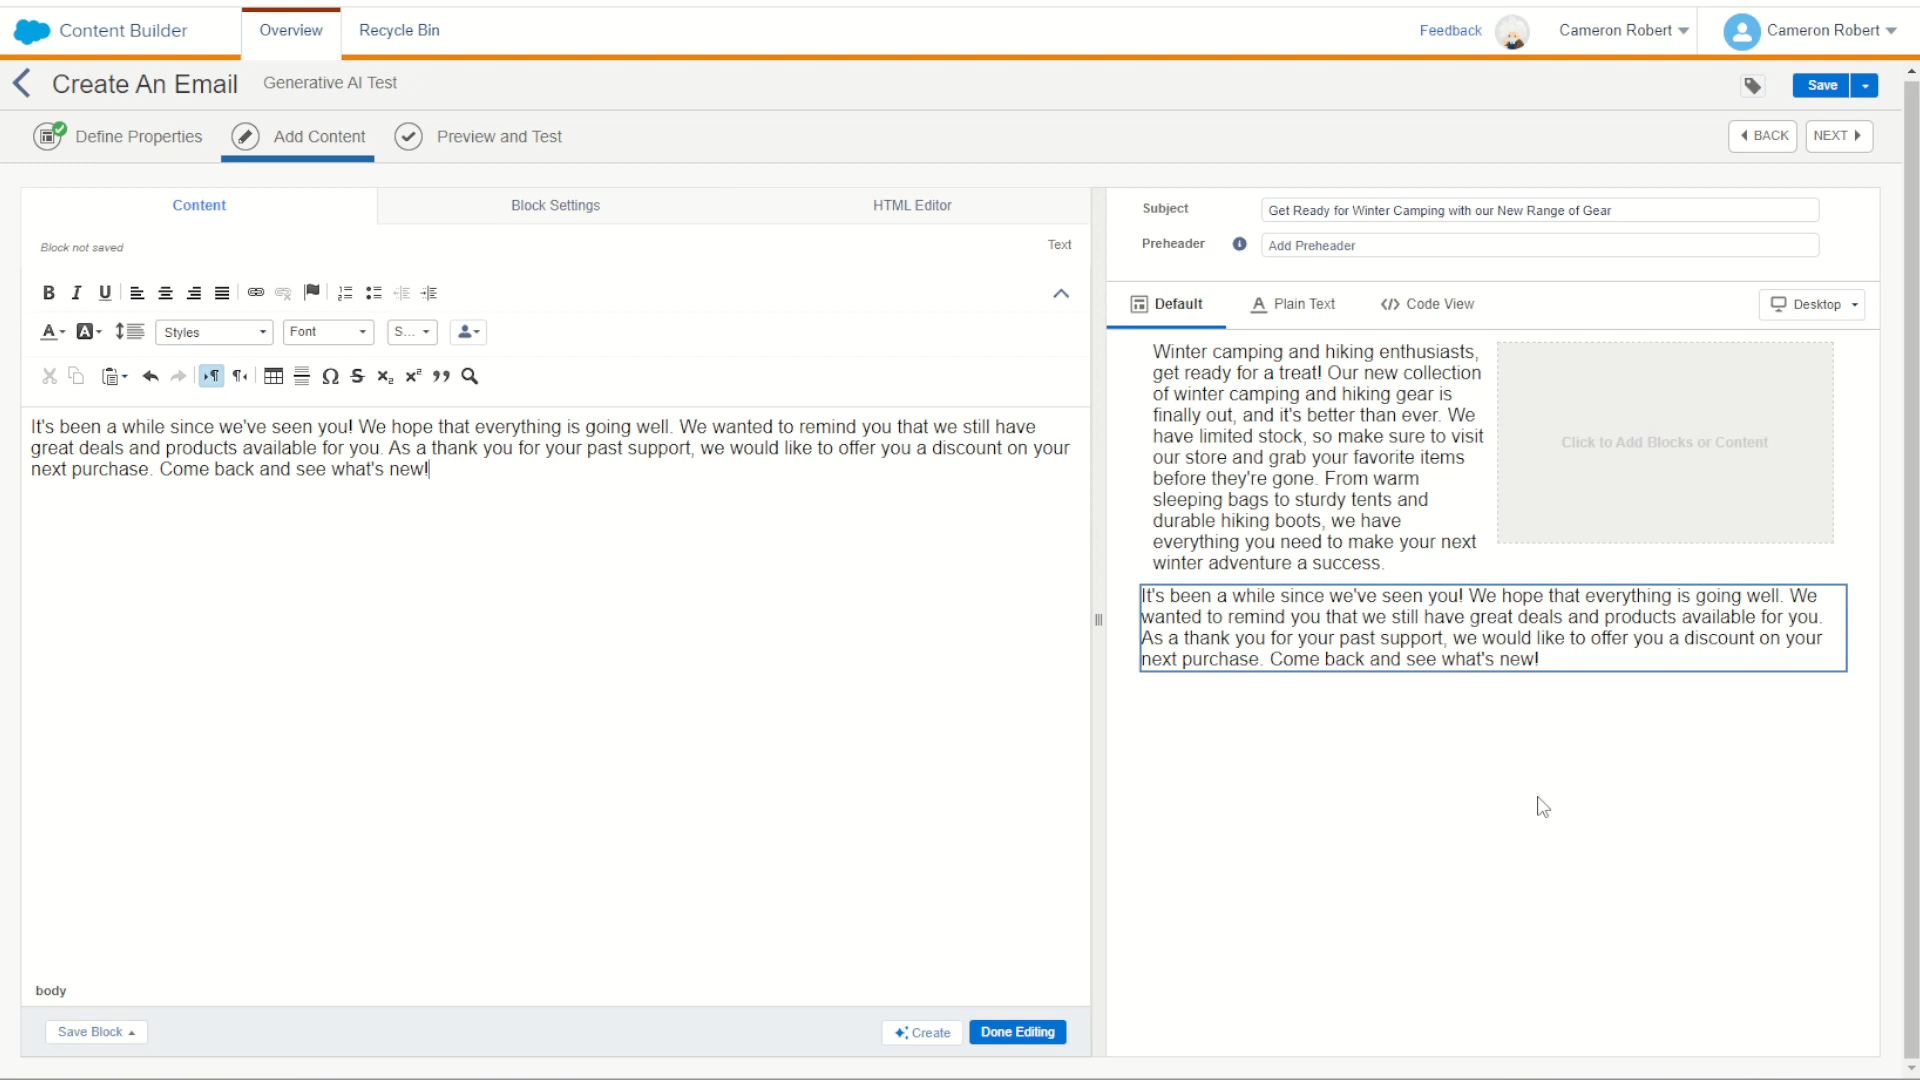 Content Builder
Overview
Recycle Bin
Feedback
Cameron Robert
Cameron Robert
Create An Email
Generative AI Test
Save
Define Properties
Add Content
Preview and Test
BACK
NEXT
Content
Block Settings
HTML Editor
Block not saved
Text
B I U
A A Styles Font S...
It's been a while since we've seen you! We hope that everything is going well. We wanted to remind you that we still have
great deals and products available for you. As a thank you for your past support, we would like to offer you a discount on your
next purchase. Come back and see what's new!
body
Save Block
Create
Done Editing
Subject
Get Ready for Winter Camping with our New Range of Gear
Preheader
Add Preheader
Default
Plain Text
Code View
Desktop
Winter camping and hiking enthusiasts,
get ready for a treat! Our new collection
of winter camping and hiking gear is
finally out, and it's better than ever. We
have limited stock, so make sure to visit
our store and grab your favorite items
before they're gone. From warm
sleeping bags to sturdy tents and
durable hiking boots, we have
everything you need to make your next
winter adventure a success.
Click to Add Blocks or Content
It's been a while since we've seen you! We hope that everything is going well. We
wanted to remind you that we still have great deals and products available for you.
As a thank you for your past support, we would like to offer you a discount on your
next purchase. Come back and see what's new!